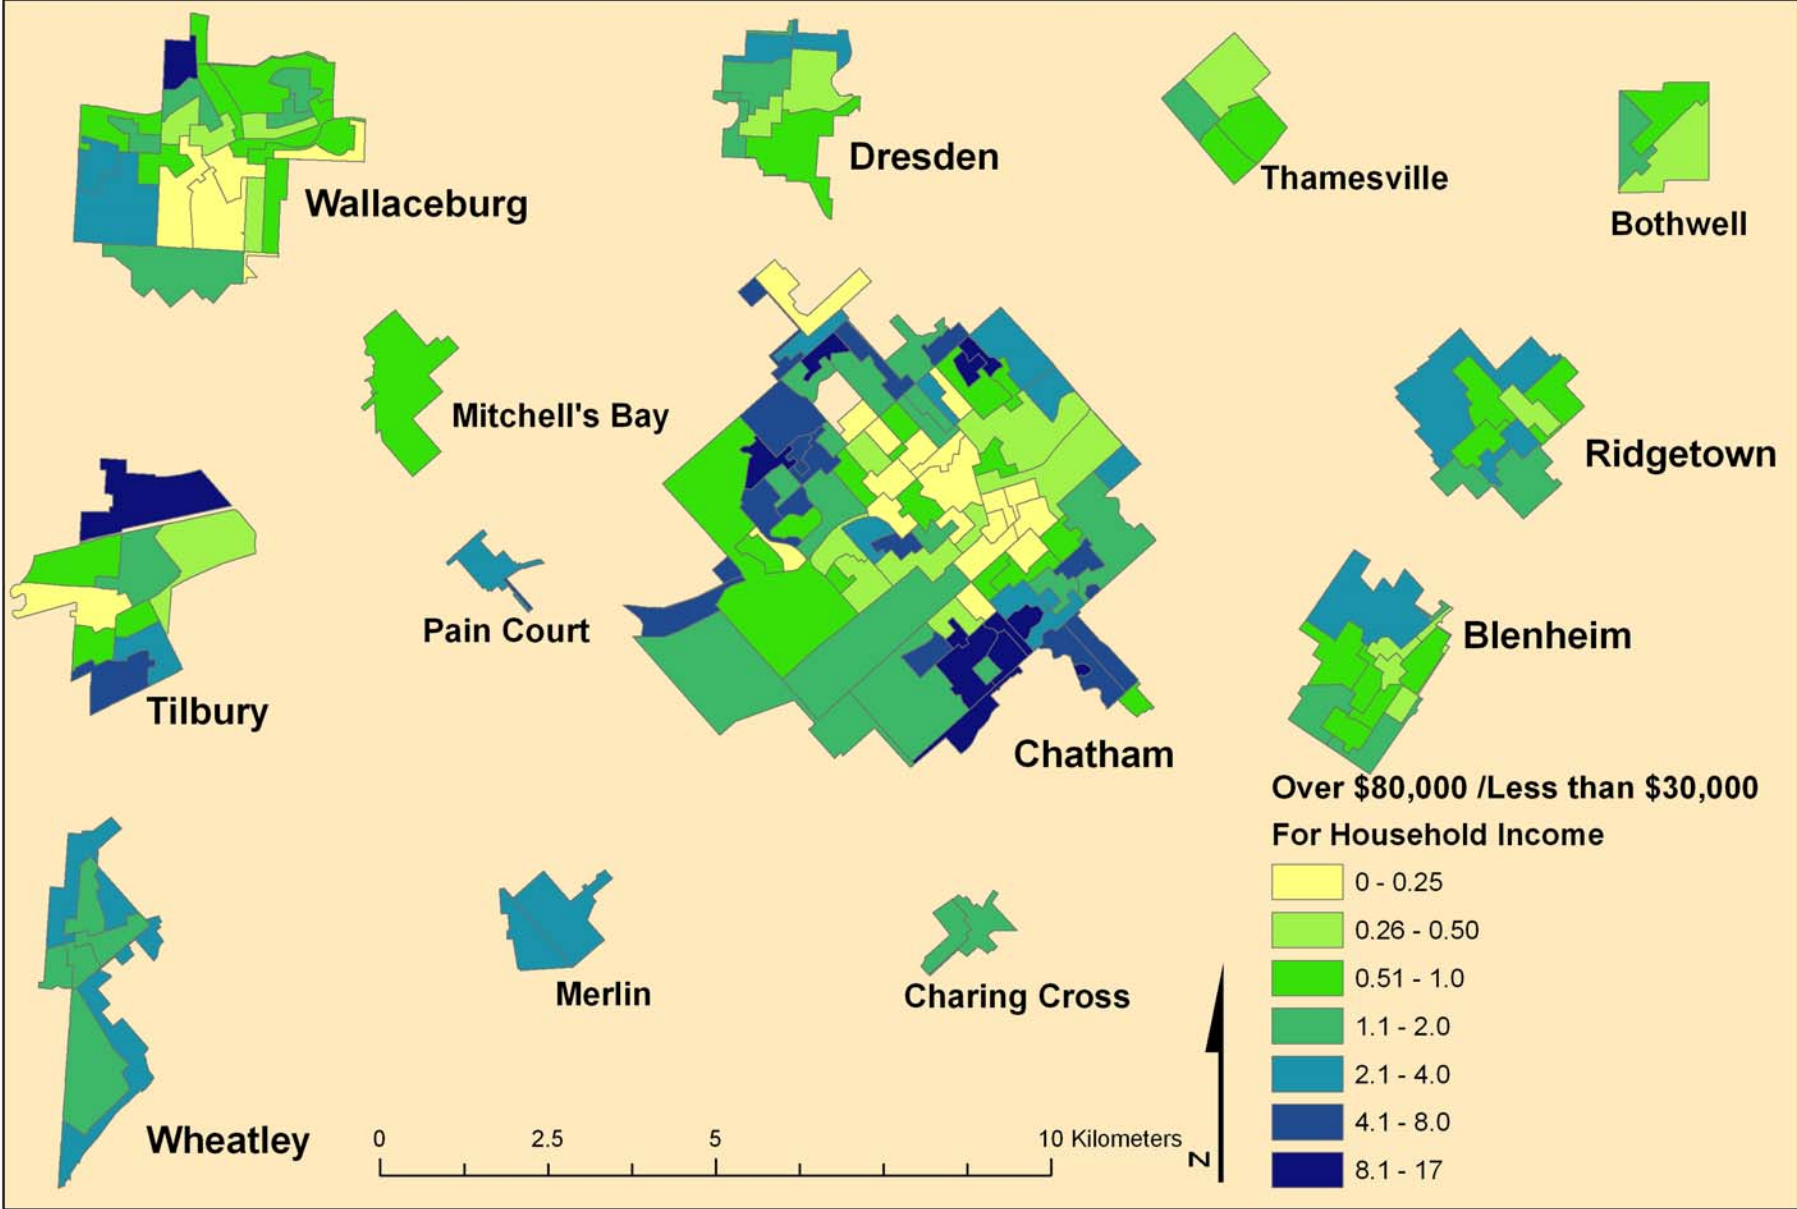 Wallaceburg
Dresden
Thamesville
Bothwell
Mitchell's Bay
Ridgetown
Pain Court
Blenheim
Tilbury
Chatham
Over $80,000 /Less than $30,000
For Household Income
0 - 0.25
0.26 - 0.50
0.51 - 1.0
1.1 - 2.0
2.1 - 4.0
4.1 - 8.0
8.1 - 17
Merlin
Charing Cross
Wheatley
0 2.5 5 10 Kilometers
N